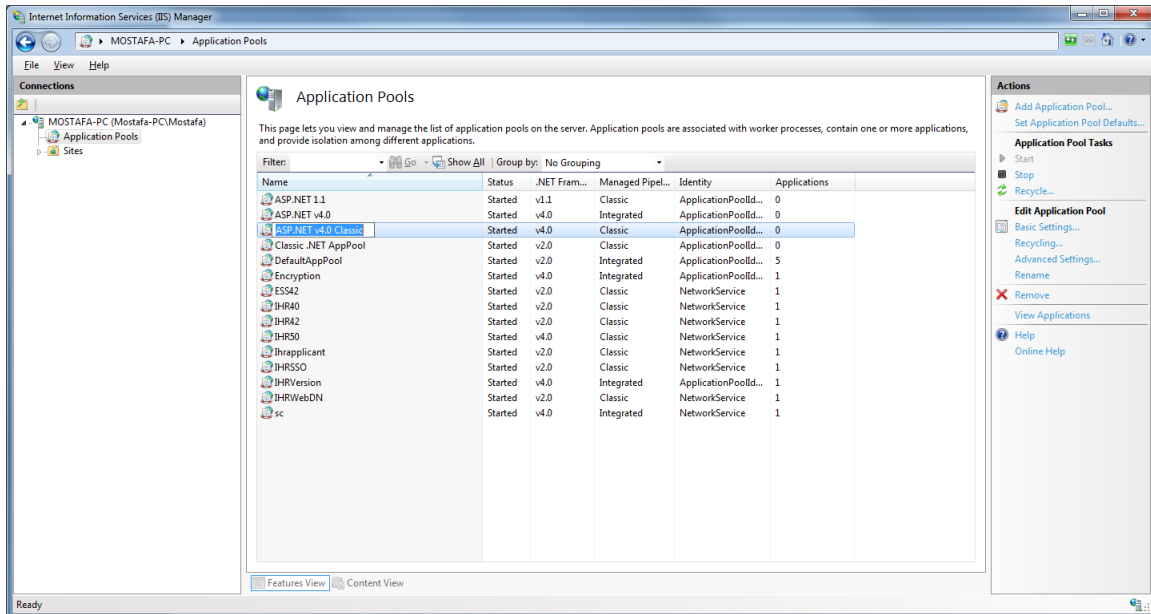 Internet Information Services (IIS) Manager
MOSTAFA-PC Application Pools
File View Help
Connections
MOSTAFA-PC (Mostafa-PC\Mostafa)
Application Pools
Sites
Application Pools
This page lets you view and manage the list of application pools on the server. Application pools are associated with worker processes, contain one or more applications,
and provide isolation among different applications.
Filter: Go Show All Group by: No Grouping
Name Status .NET Fram... Managed Pipel... Identity Applications
ASP.NET 1.1 Started v1.1 Classic ApplicationPoolId... 0
ASP.NET v4.0 Started v4.0 Integrated ApplicationPoolId... 0
ASP.NET v4.0 Classic Started v4.0 Classic ApplicationPoolId... 0
Classic .NET AppPool Started v2.0 Classic ApplicationPoolId... 0
DefaultAppPool Started v2.0 Integrated ApplicationPoolId... 5
Encryption Started v4.0 Integrated ApplicationPoolId... 1
ESS42 Started v2.0 Classic NetworkService 1
IHR40 Started v2.0 Classic NetworkService 1
IHR42 Started v2.0 Classic NetworkService 1
IHR50 Started v4.0 Classic NetworkService 1
Ihrapplicant Started v2.0 Classic NetworkService 1
IHRSSO Started v2.0 Classic NetworkService 1
IHRVersion Started v4.0 Integrated ApplicationPoolId... 1
IHRWebDN Started v2.0 Classic NetworkService 1
sc Started v4.0 Integrated NetworkService 1
Features View Content View
Actions
Add Application Pool...
Set Application Pool Defaults...
Application Pool Tasks
Start
Stop
Recycle...
Edit Application Pool
Basic Settings...
Recycling...
Advanced Settings...
Rename
Remove
View Applications
Help
Online Help
Ready